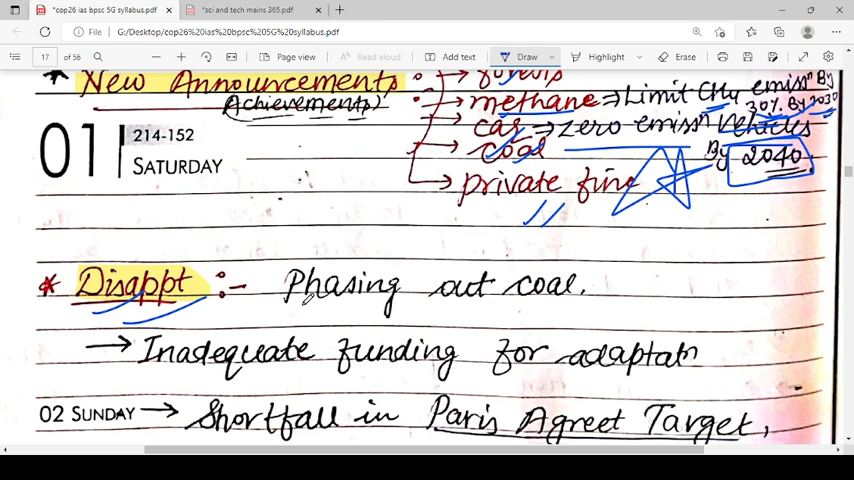 *cop26 ias bpsc 5G syllabus.pdf
*sci and tech mains 365.pdf
File
G:/Desktop/cop26%20ias%20bpsc%205G%20syllabus.pdf
17 of 56
Page view
Read aloud
Add text
Draw
Highlight
Erase
* New Announcements :
(Achievements)
→ forests
→ methane ⇒ Limit CH4 emissn By
30% By 2030
→ car ⇒ zero emissn Vehicles
By 2040.
→ coal
→ private fine
01
214-152
SATURDAY
* Disappt :- Phasing out coal.
→ Inadequate funding for adaptatn
02 SUNDAY → Shortfall in Paris Agreet Target,